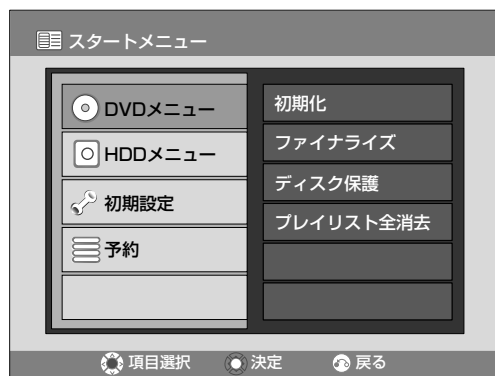 スタートメニュー
DVDメニュー
HDDメニュー
初期設定
予約
初期化
ファイナライズ
ディスク保護
プレイリスト全消去
項目選択 決定 戻る